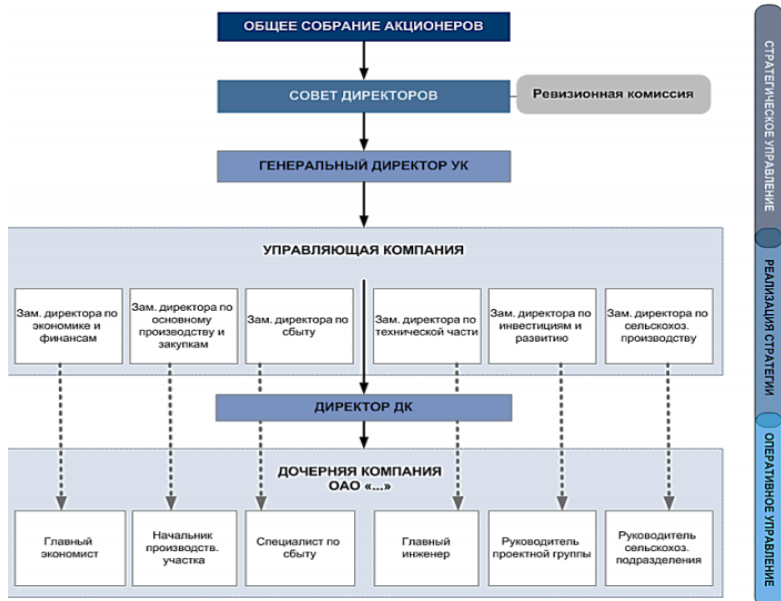 ОБЩЕЕ СОБРАНИЕ АКЦИОНЕРОВ
СОВЕТ ДИРЕКТОРОВ
Ревизионная комиссия
ГЕНЕРАЛЬНЫЙ ДИРЕКТОР УК
УПРАВЛЯЮЩАЯ КОМПАНИЯ
Зам. директора по
экономике и
финансам
Зам. директора по
основному
производству и
закупкам
Зам. директора по
сбыту
Зам. директора по
технической части
Зам. директора по
инвестициям и
развитию
Зам. директора по
сельскохоз.
производству
ДИРЕКТОР ДК
ДОЧЕРНЯЯ КОМПАНИЯ
ОАО «...»
Главный
экономист
Начальник
производств.
участка
Специалист по
сбыту
Главный
инженер
Руководитель
проектной группы
Руководитель
сельскохоз.
подразделения
СТРАТЕГИЧЕСКОЕ УПРАВЛЕНИЕ
РЕАЛИЗАЦИЯ СТРАТЕГИИ
ОПЕРАТИВНОЕ УПРАВЛЕНИЕ